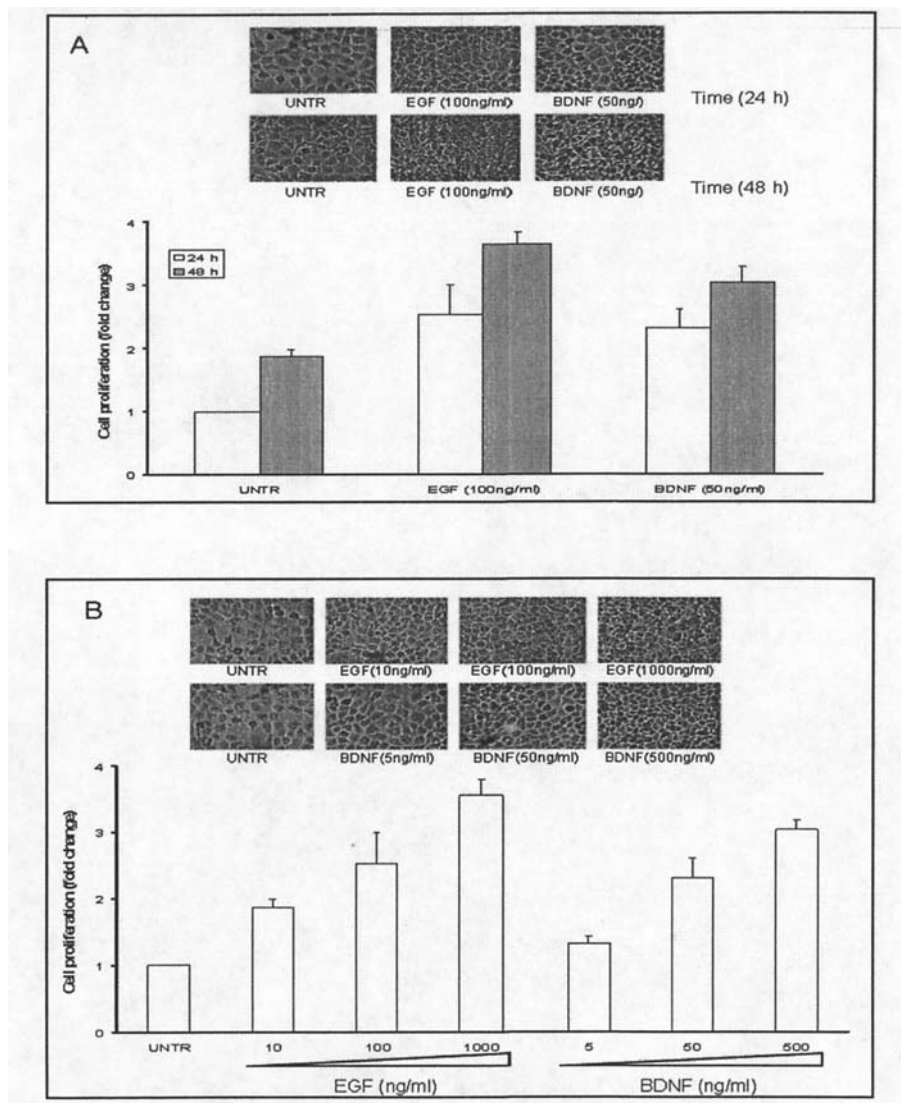 A
UNTR EGF (100ng/ml) BDNF (50ng/) Time (24 h)
UNTR EGF (100ng/ml) BDNF (50ng/) Time (48 h)
Cell proliferation (fold change)
4
3
2
1
0
24 h
48 h
UNTR EGF (100ng/ml) BDNF (50ng/ml)
B
UNTR EGF(10ng/ml) EGF(100ng/ml) EGF(1000ng/ml)
UNTR BDNF(5ng/ml) BDNF(50ng/ml) BDNF(500ng/ml)
Cell proliferation (fold change)
4
3
2
1
0
UNTR 10 100 1000 5 50 500
EGF (ng/ml) BDNF (ng/ml)